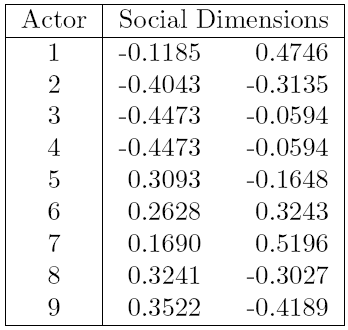 Actor Social Dimensions
1 -0.1185 0.4746
2 -0.4043 -0.3135
3 -0.4473 -0.0594
4 -0.4473 -0.0594
5 0.3093 -0.1648
6 0.2628 0.3243
7 0.1690 0.5196
8 0.3241 -0.3027
9 0.3522 -0.4189